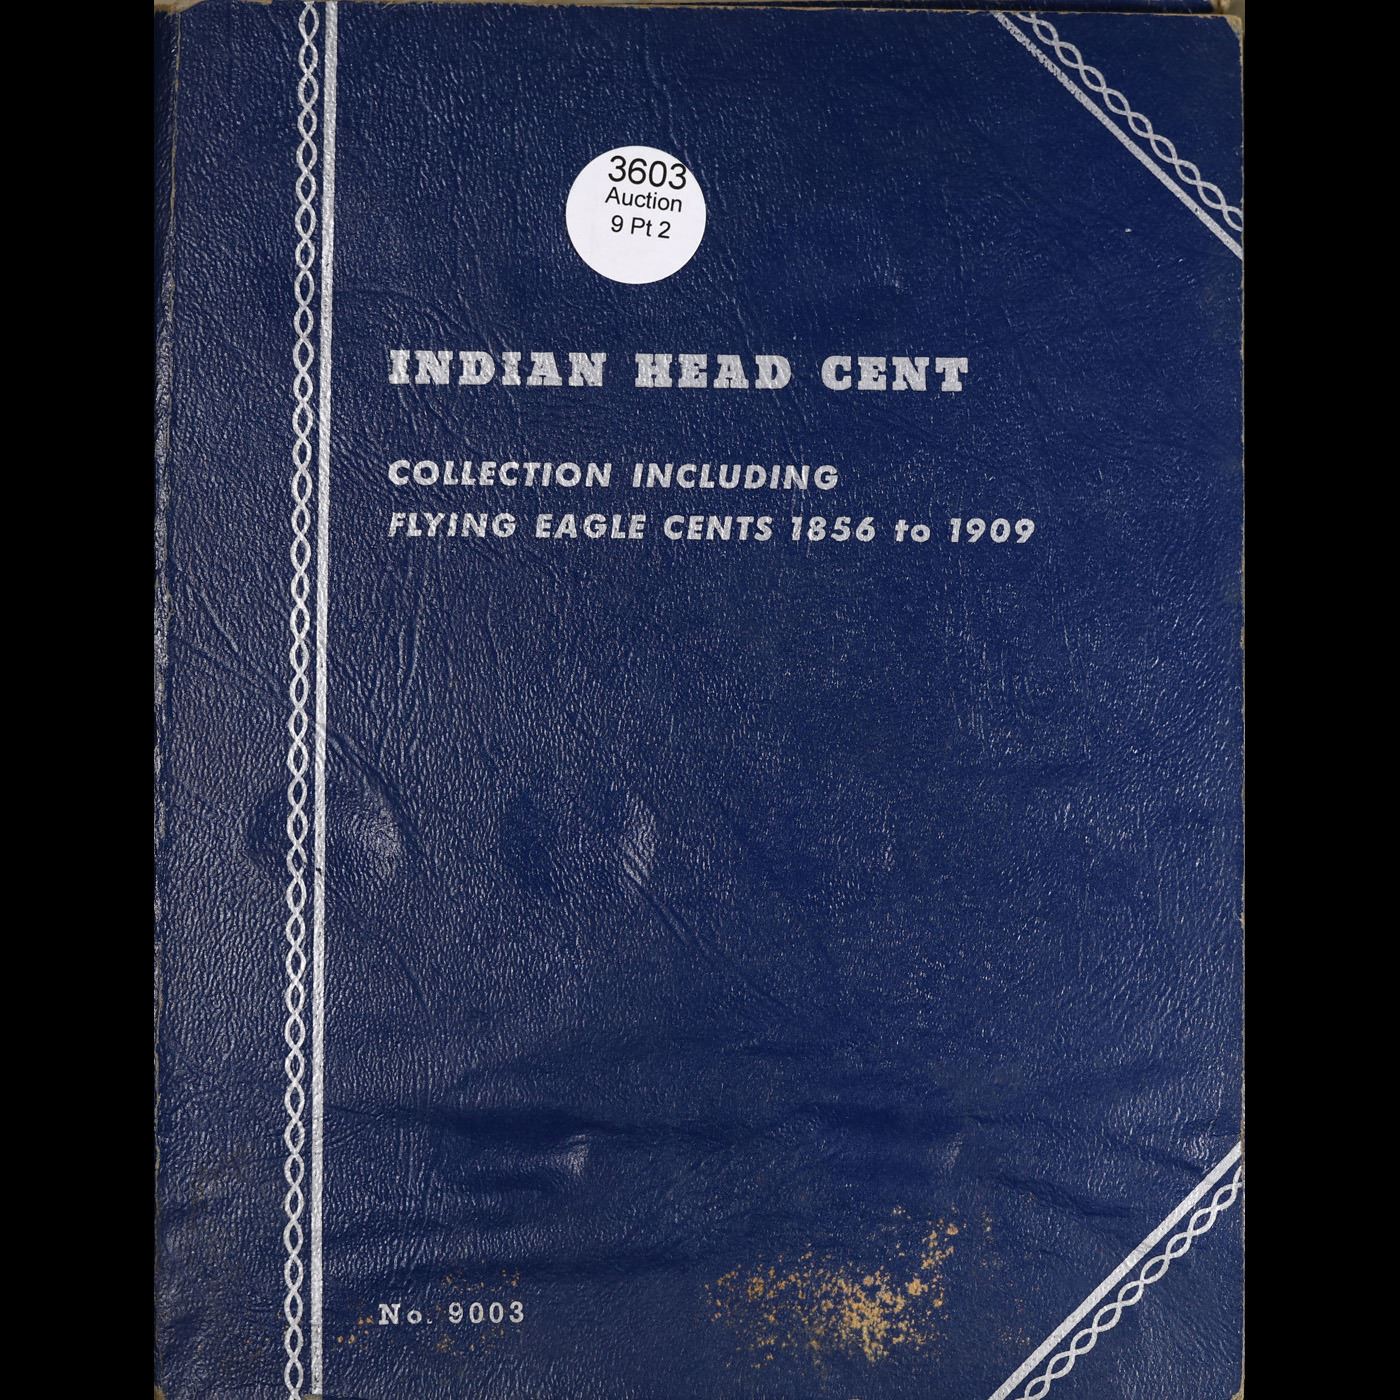 3603
Auction
9 Pt 2
INDIAN HEAD CENT
COLLECTION INCLUDING
FLYING EAGLE CENTS 1856 to 1909
No. 9003